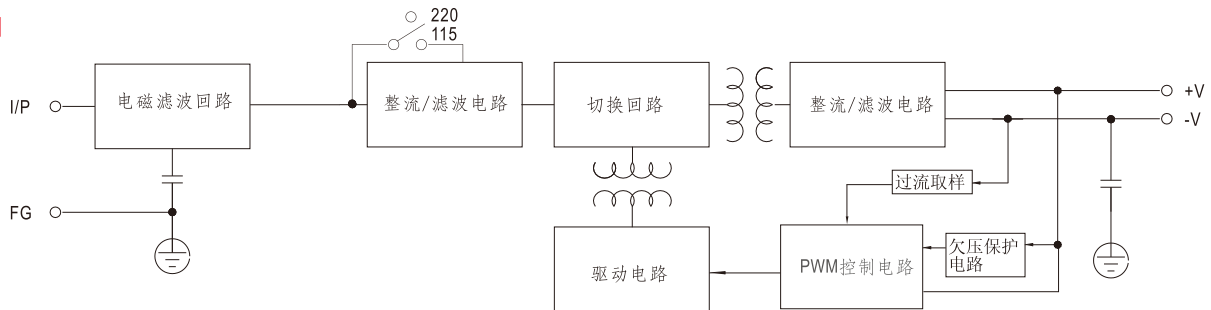 220
115
I/P
电磁滤波回路
整流/滤波电路
切换回路
整流/滤波电路
+V
-V
过流取样
FG
驱动电路
PWM控制电路
欠压保护
电路